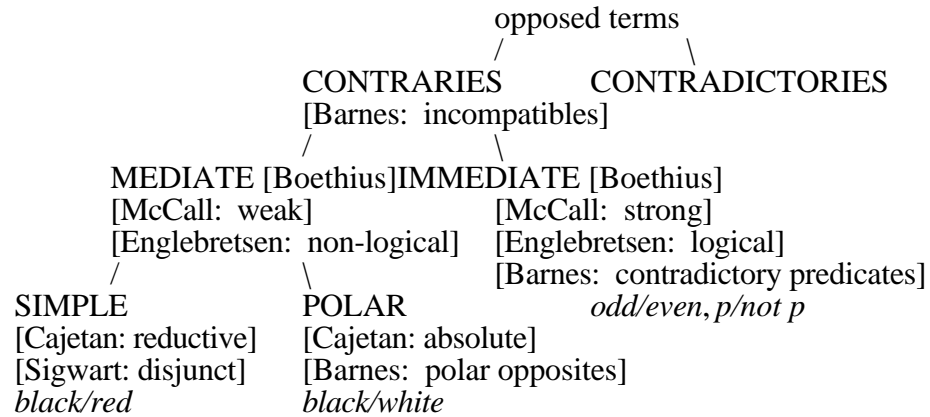 opposed terms
CONTRARIES CONTRADICTORIES
[Barnes: incompatibles]
MEDIATE [Boethius]IMMEDIATE [Boethius]
[McCall: weak] [McCall: strong]
[Englebretsen: non-logical] [Englebretsen: logical]
[Barnes: contradictory predicates]
SIMPLE POLAR odd/even, p/not p
[Cajetan: reductive] [Cajetan: absolute]
[Sigwart: disjunct] [Barnes: polar opposites]
black/red black/white